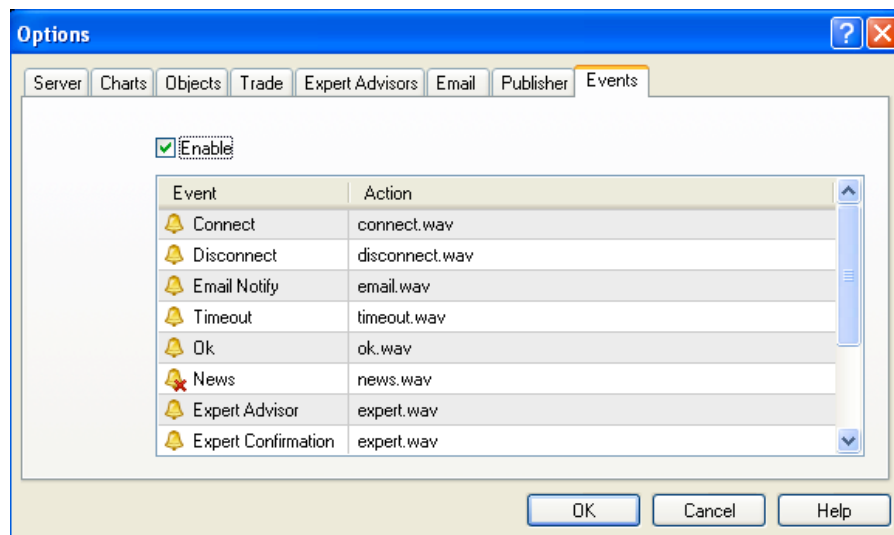 Options
Server Charts Objects Trade Expert Advisors Email Publisher Events
Enable
Event Action
Connect connect.wav
Disconnect disconnect.wav
Email Notify email.wav
Timeout timeout.wav
Ok ok.wav
News news.wav
Expert Advisor expert.wav
Expert Confirmation expert.wav
OK Cancel Help